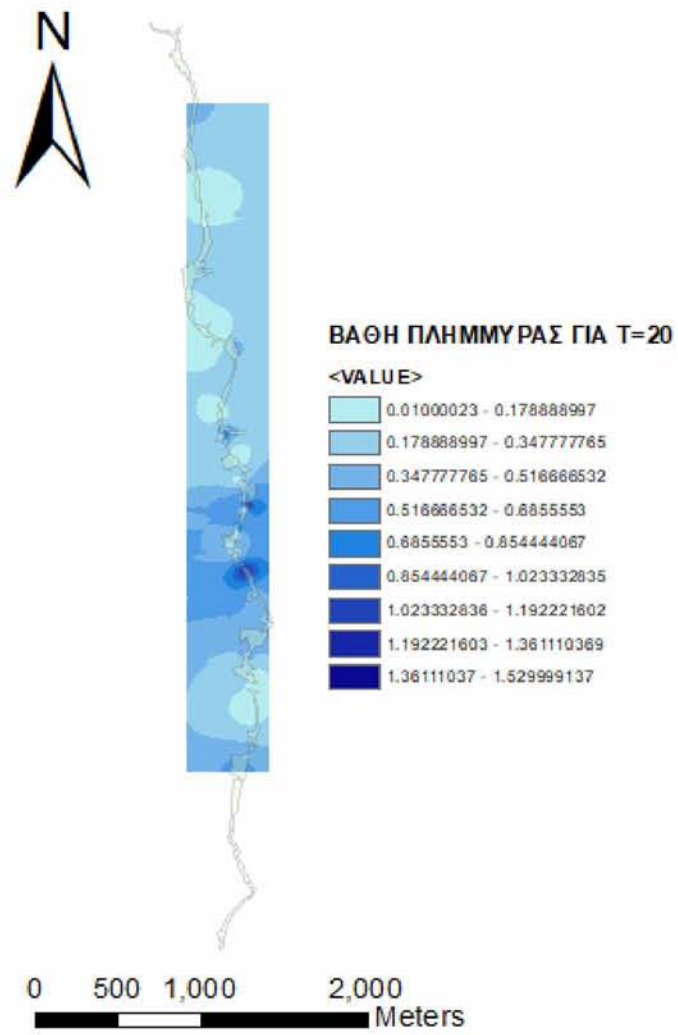 N
ΒΑΘΗ ΠΛΗΜΜΥΡΑΣ ΓΙΑ Τ=20
<VALUE>
0.01000023 - 0.178888997
0.178888997 - 0.347777765
0.347777765 - 0.516666532
0.516666532 - 0.6855553
0.6855553 - 0.854444067
0.854444067 - 1.023332835
1.023332836 - 1.192221602
1.192221603 - 1.361110369
1.36111037 - 1.529999137
0 500 1,000 2,000
Meters